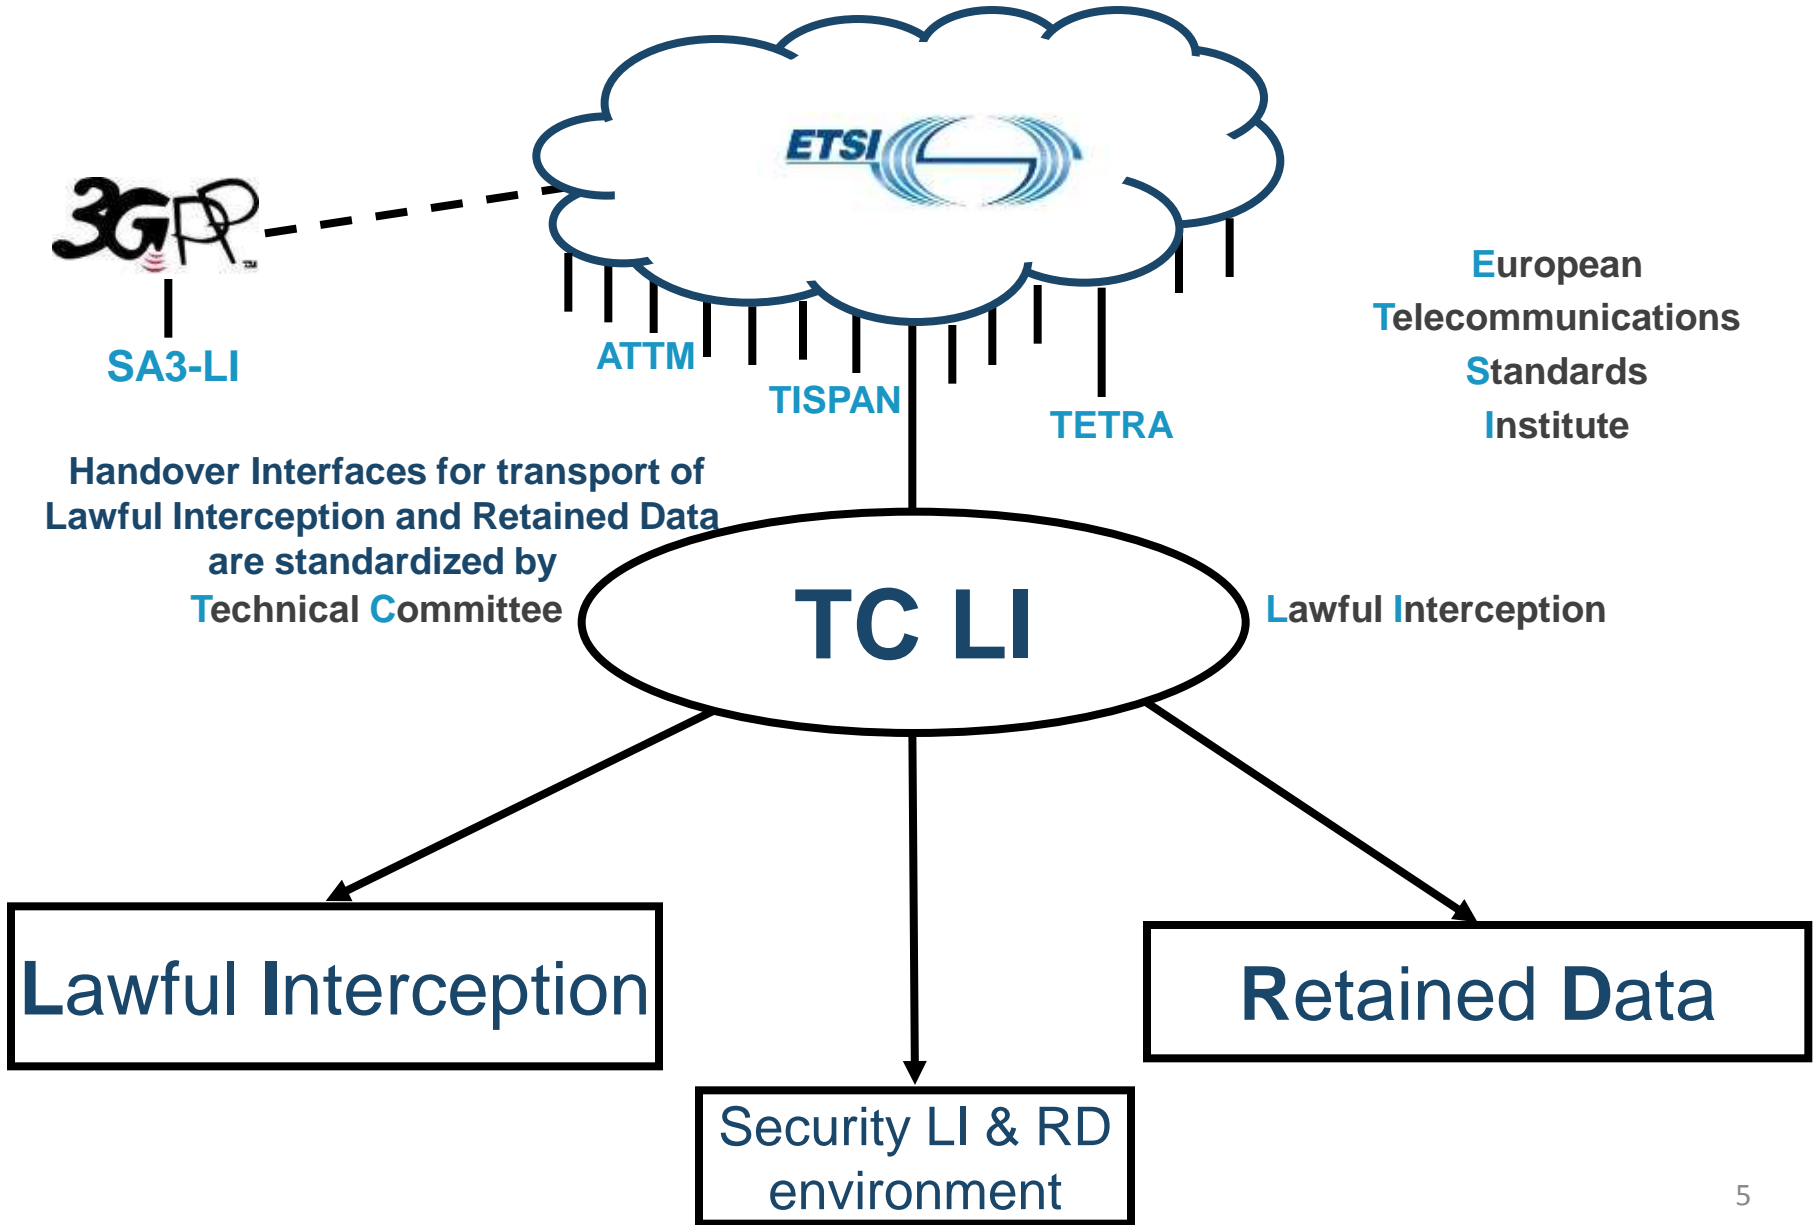 ETSI
3GPP
TM
SA3-LI
ATTM
TISPAN
TETRA
European
Telecommunications
Standards
Institute
Handover Interfaces for transport of
Lawful Interception and Retained Data
are standardized by
Technical Committee
TC LI
Lawful Interception
Lawful Interception
Retained Data
Security LI & RD
environment
5